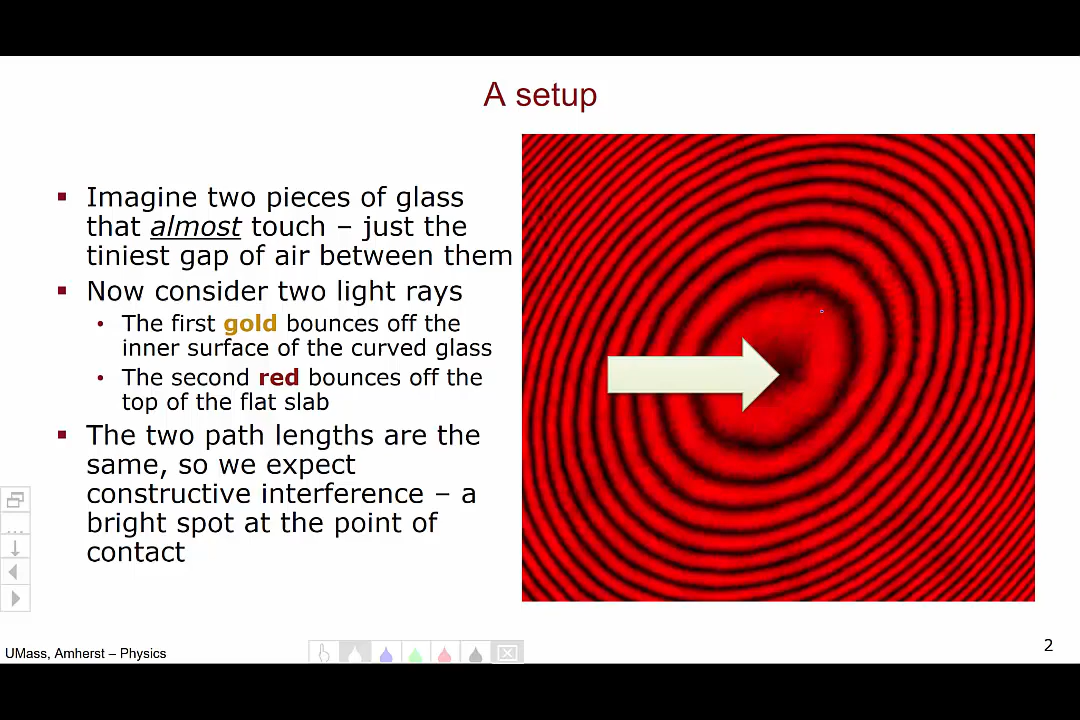 A setup
Imagine two pieces of glass
that almost touch – just the
tiniest gap of air between them
Now consider two light rays
The first gold bounces off the
inner surface of the curved glass
The second red bounces off the
top of the flat slab
The two path lengths are the
same, so we expect
constructive interference – a
bright spot at the point of
contact
UMass, Amherst – Physics
2